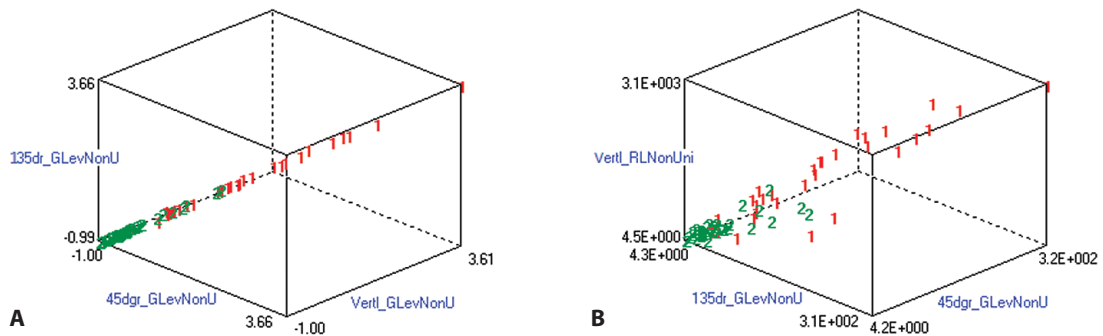 3.66
135dr_GLevNonU
-0.99
-1.00
45dgr_GLevNonU
3.66
-1.00
Vertl_GLevNonU
3.61
A
3.1E+003
Vertl_RLNonUni
4.5E+000
4.3E+000
135dr_GLevNonU
3.1E+002
4.2E+000
45dgr_GLevNonU
3.2E+002
B